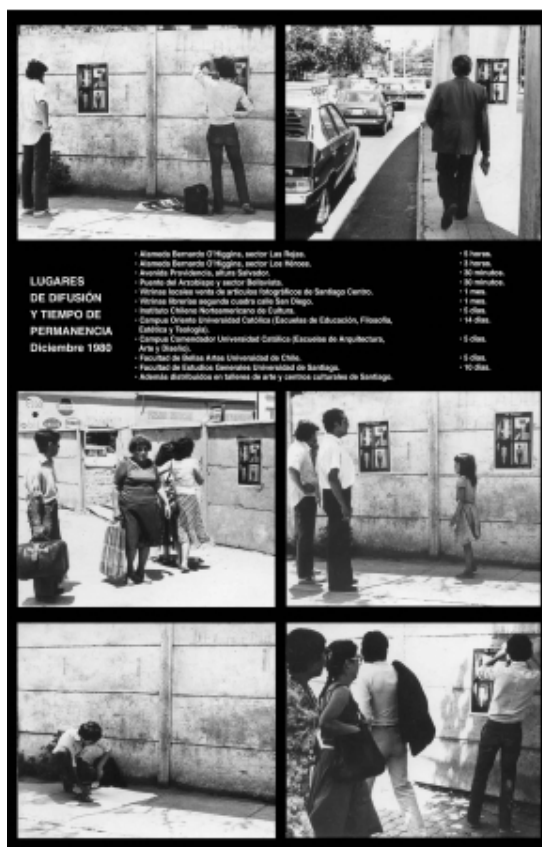 LUGARES
DE DIFUSIÓN
Y TIEMPO DE
PERMANENCIA
Diciembre 1980
· Alameda Bernardo O'Higgins, sector Las Rejas. · 5 horas.
· Alameda Bernardo O'Higgins, sector Los Héroes. · 3 horas.
· Avenida Providencia, altura Salvador. · 30 minutos.
· Puente del Arzobispo y sector Bellavista. · 30 minutos.
· Vitrinas locales venta de artículos fotográficos de Santiago Centro. · 1 mes.
· Vitrinas librerías segunda cuadra calle San Diego. · 1 mes.
· Instituto Chileno Norteamericano de Cultura. · 5 días.
· Campus Oriente Universidad Católica (Escuelas de Educación, Filosofía, · 14 días.
Estética y Teología).
· Campus Comendador Universidad Católica (Escuelas de Arquitectura, · 5 días.
Arte y Diseño).
· Facultad de Bellas Artes Universidad de Chile. · 5 días.
· Facultad de Estudios Generales Universidad de Santiago. · 10 días.
· Además distribuidos en talleres de arte y centros culturales de Santiago.